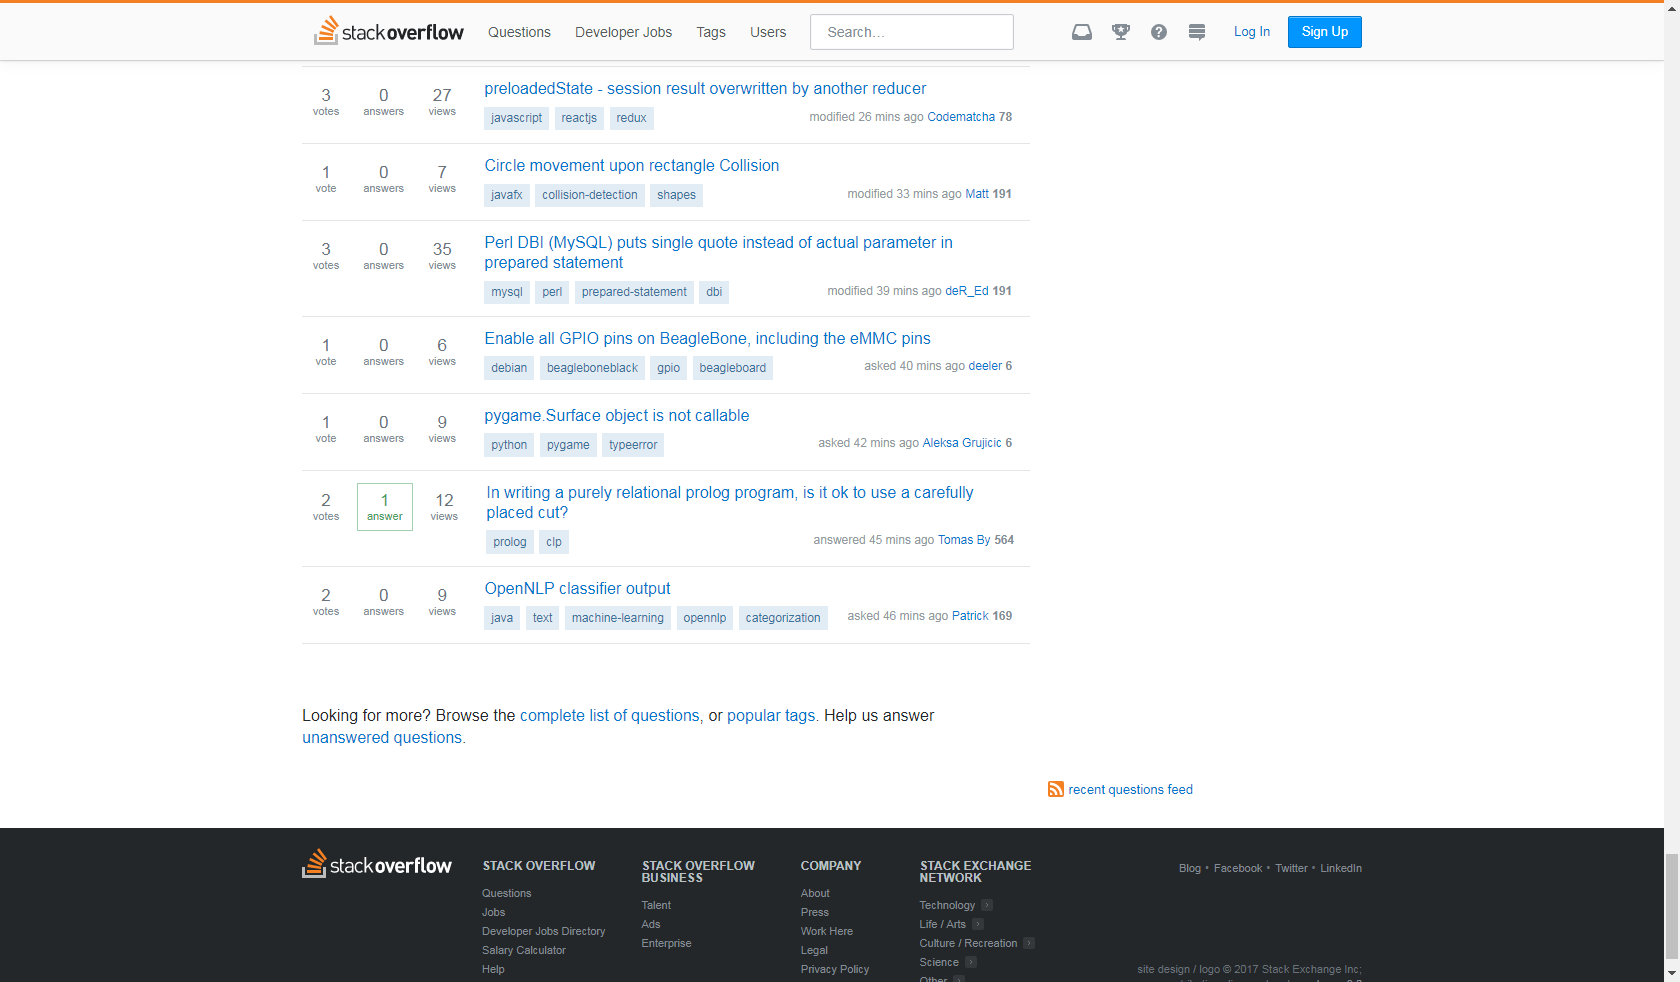 stackoverflow Questions Developer Jobs Tags Users Search... Log In Sign Up
3 votes 0 answers 27 views
preloadedState - session result overwritten by another reducer
javascript reactjs redux
modified 26 mins ago Codematcha 78
1 vote 0 answers 7 views
Circle movement upon rectangle Collision
javafx collision-detection shapes
modified 33 mins ago Matt 191
3 votes 0 answers 35 views
Perl DBI (MySQL) puts single quote instead of actual parameter in
prepared statement
mysql perl prepared-statement dbi
modified 39 mins ago deR_Ed 191
1 vote 0 answers 6 views
Enable all GPIO pins on BeagleBone, including the eMMC pins
debian beagleboneblack gpio beagleboard
asked 40 mins ago deeler 6
1 vote 0 answers 9 views
pygame.Surface object is not callable
python pygame typeerror
asked 42 mins ago Aleksa Grujicic 6
2 votes 1 answer 12 views
In writing a purely relational prolog program, is it ok to use a carefully
placed cut?
prolog clp
answered 45 mins ago Tomas By 564
2 votes 0 answers 9 views
OpenNLP classifier output
java text machine-learning opennlp categorization
asked 46 mins ago Patrick 169
Looking for more? Browse the complete list of questions, or popular tags. Help us answer
unanswered questions.
recent questions feed
stackoverflow
STACK OVERFLOW
Questions
Jobs
Developer Jobs Directory
Salary Calculator
Help
STACK OVERFLOW
BUSINESS
Talent
Ads
Enterprise
COMPANY
About
Press
Work Here
Legal
Privacy Policy
STACK EXCHANGE
NETWORK
Technology
Life / Arts
Culture / Recreation
Science
Other
Blog • Facebook • Twitter • LinkedIn
site design / logo © 2017 Stack Exchange Inc;